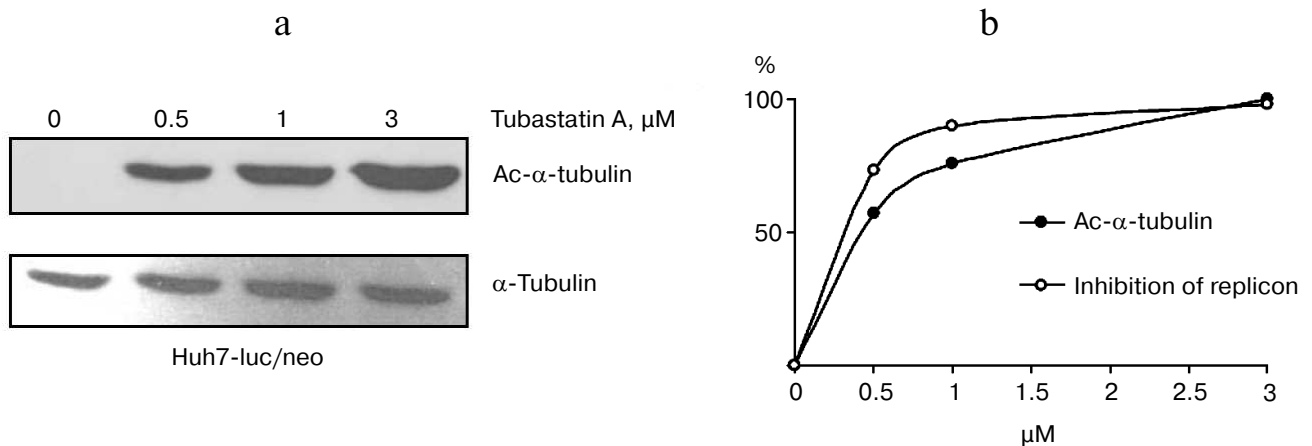 a
0 0.5 1 3 Tubastatin A, μM
Ac-α-tubulin
α-Tubulin
Huh7-luc/neo
b
%
100
50
Ac-α-tubulin
Inhibition of replicon
0 0.5 1 1.5 2 2.5 3
μM